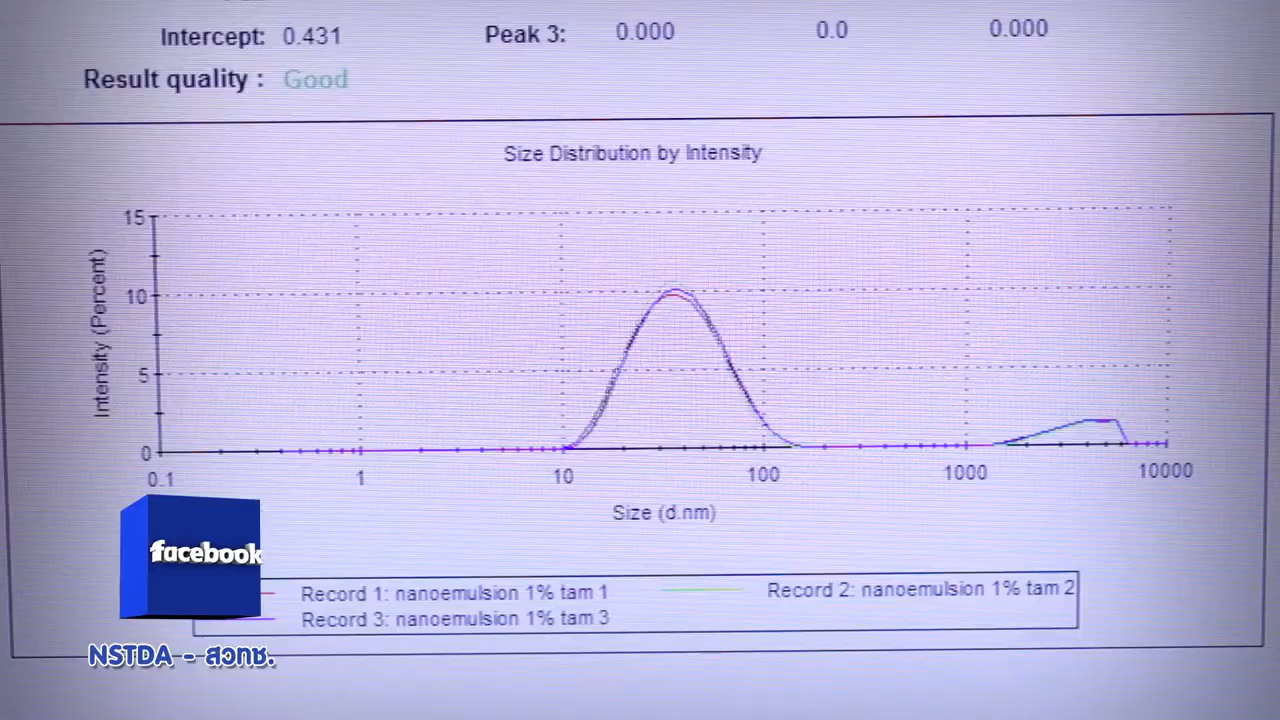 Intercept: 0.431 Peak 3: 0.000 0.0 0.000
Result quality : Good
Size Distribution by Intensity
15
10
5
0
Intensity (Percent)
0.1 1 10 100 1000 10000
Size (d.nm)
Record 1: nanoemulsion 1% tam 1 Record 2: nanoemulsion 1% tam 2
Record 3: nanoemulsion 1% tam 3
facebook
NSTDA - สวทช.